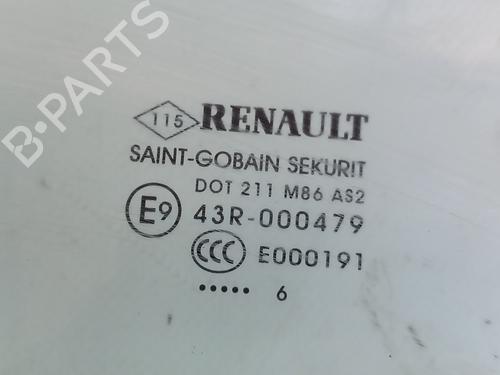 115 RENAULT
SAINT-GOBAIN SEKURIT
DOT 211 M86 AS2
E9 43R-000479
CCC E000191
..... 6
B-PARTS